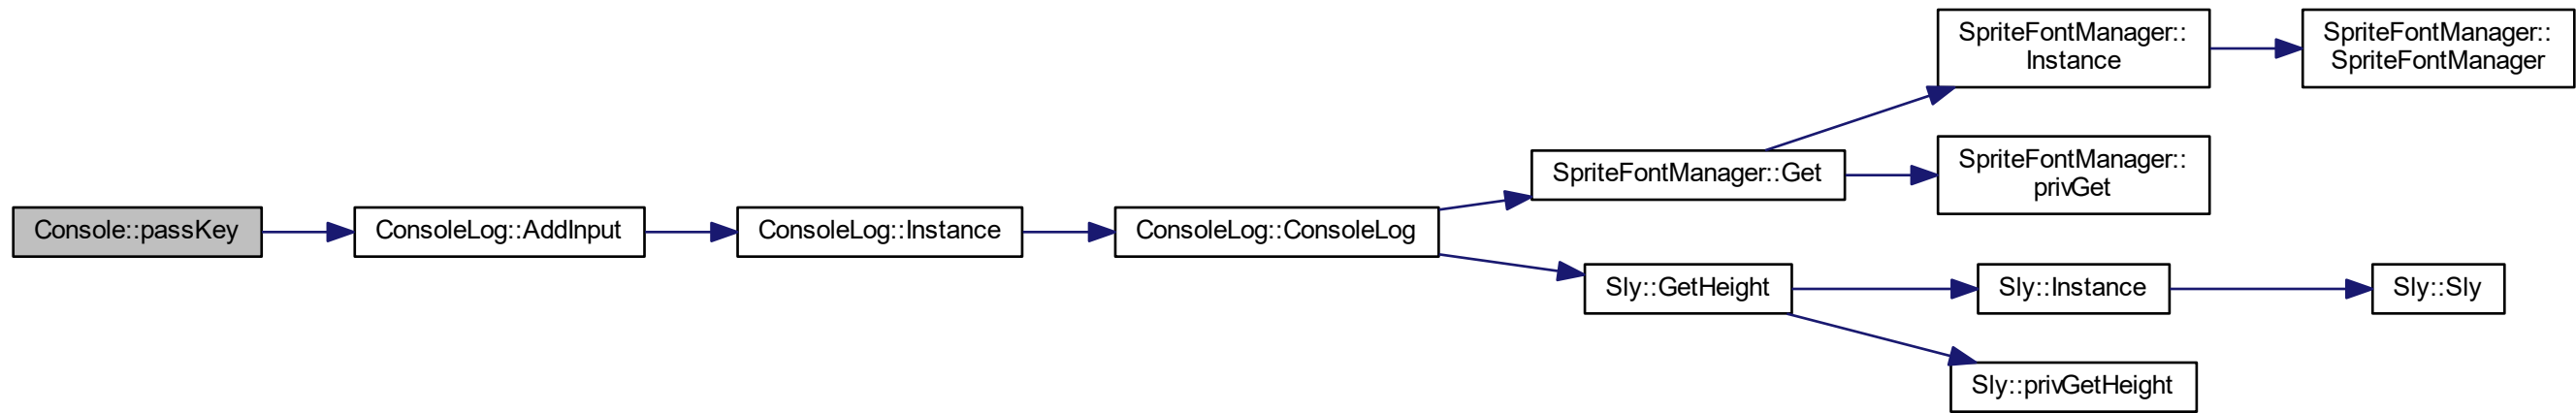 Console::passKey
ConsoleLog::AddInput
ConsoleLog::Instance
ConsoleLog::ConsoleLog
SpriteFontManager::Get
SpriteFontManager::
Instance
SpriteFontManager::
SpriteFontManager
SpriteFontManager::
privGet
Sly::GetHeight
Sly::Instance
Sly::Sly
Sly::privGetHeight